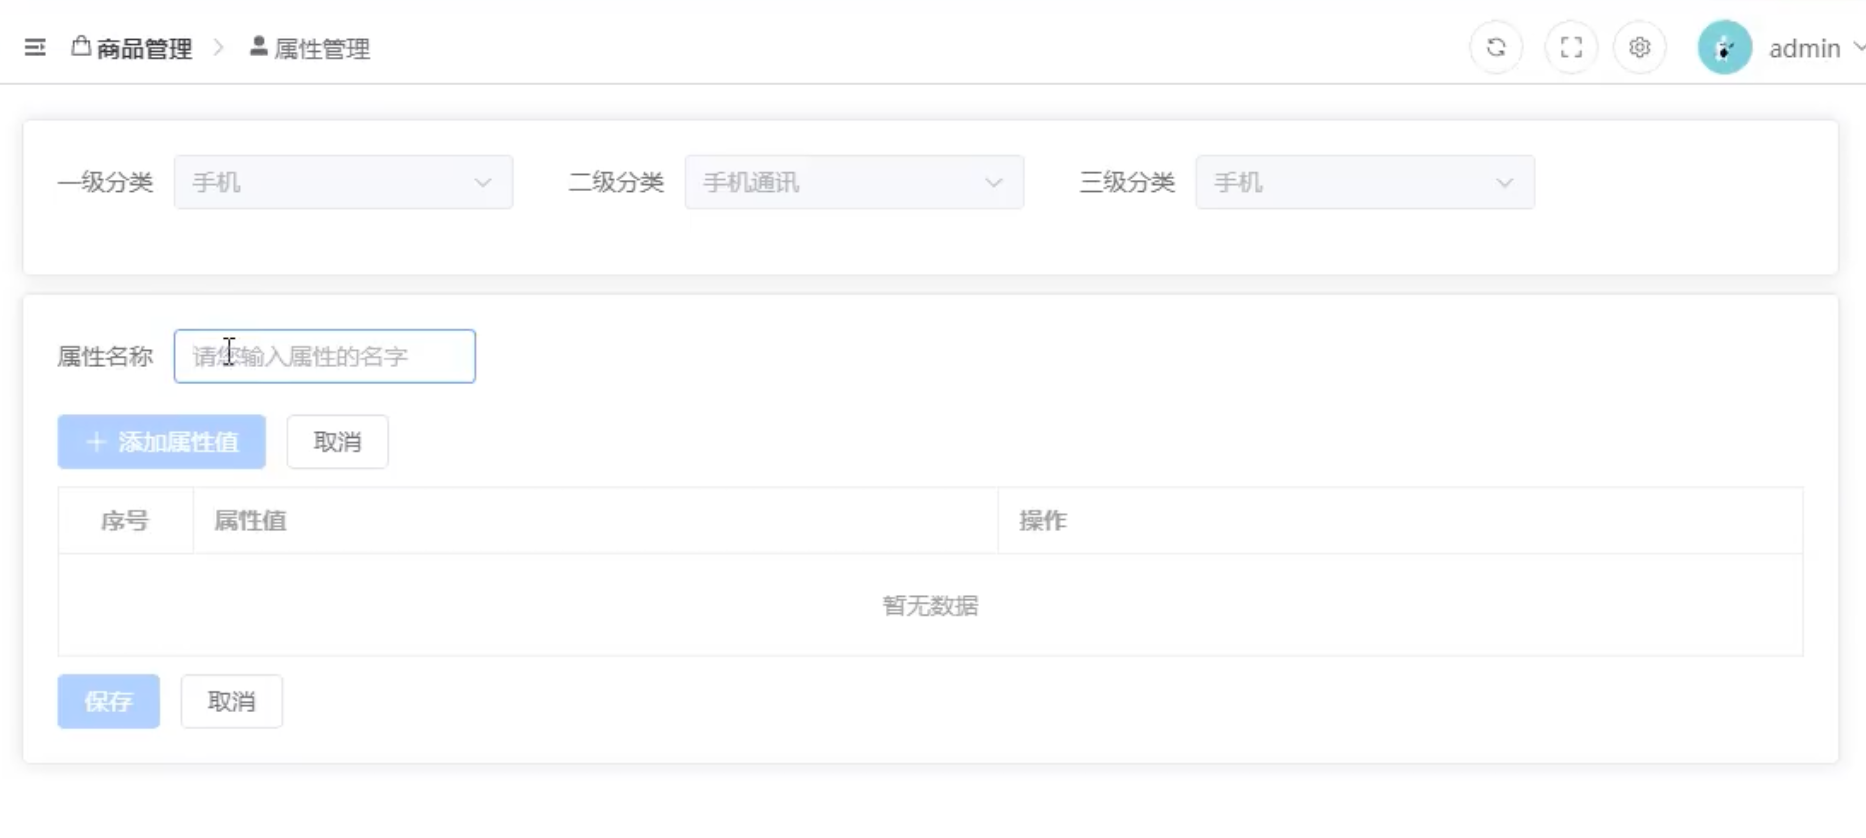 商品管理 > 属性管理 admin
一级分类 手机 二级分类 手机通讯 三级分类 手机
属性名称 请您输入属性的名字
+ 添加属性值 取消
序号 属性值 操作
暂无数据
保存 取消